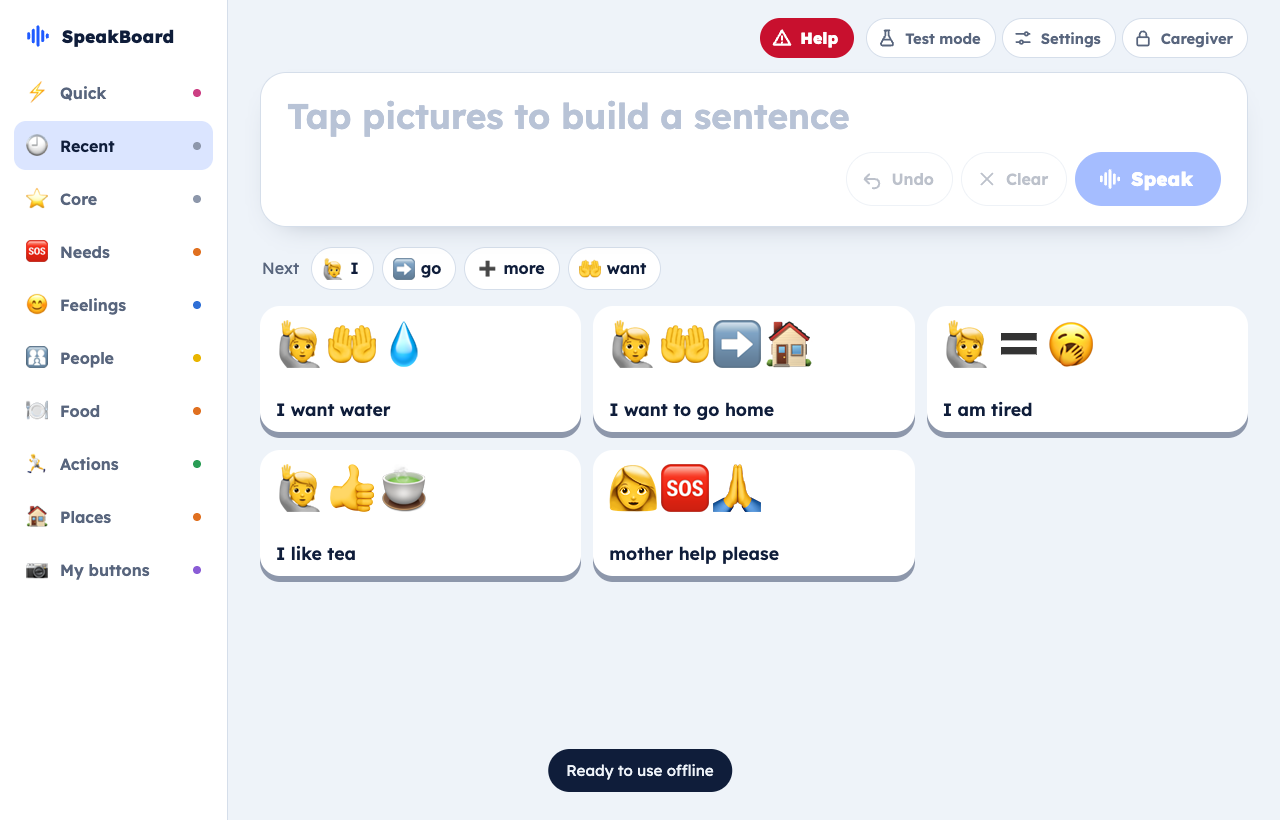 SpeakBoard
Quick
Recent
Core
SOS
Needs
Feelings
People
Food
Actions
Places
My buttons
Help
Test mode
Settings
Caregiver
Tap pictures to build a sentence
Undo
Clear
Speak
Next
I
go
more
want
I want water
I want to go home
I am tired
I like tea
SOS
mother help please
Ready to use offline